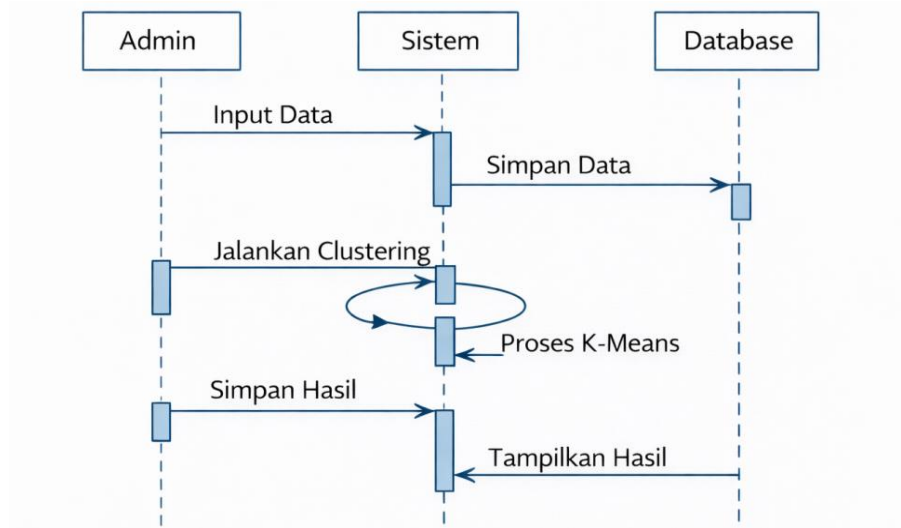 Admin
Sistem
Database
Input Data
Simpan Data
Jalankan Clustering
Proses K-Means
Simpan Hasil
Tampilkan Hasil